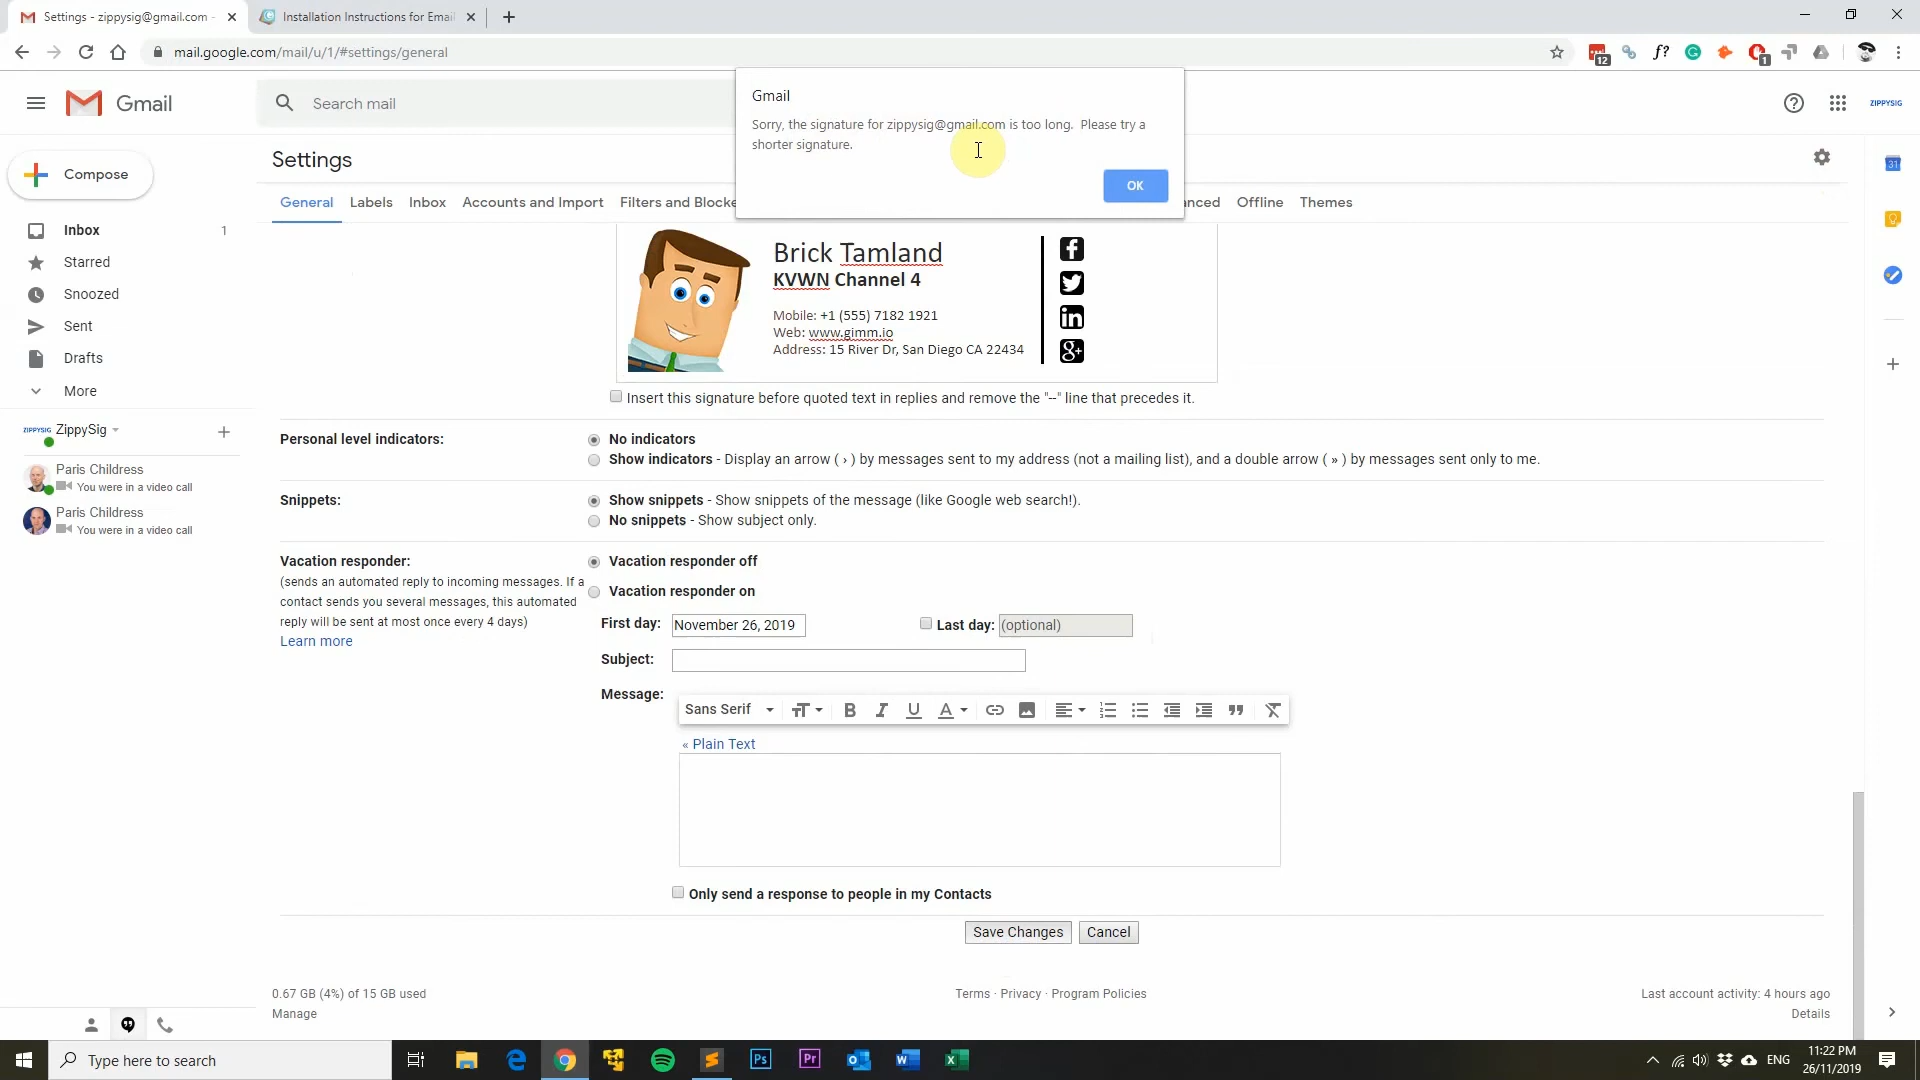 Settings - zippysig@gmail.com -
Installation Instructions for Email
mail.google.com/mail/u/1/#settings/general
12
f?
1
Gmail
Search mail
ZIPPYSIG
Gmail
Sorry, the signature for zippysig@gmail.com is too long. Please try a
shorter signature.
OK
Compose
Settings
31
General
Labels
Inbox
Accounts and Import
Filters and Blocke
anced
Offline
Themes
Inbox
1
Starred
Snoozed
Sent
Drafts
More
ZIPPYSIG
ZippySig
Paris Childress
You were in a video call
Paris Childress
You were in a video call
Brick Tamland
KVWN Channel 4
Mobile: +1 (555) 7182 1921
Web: www.gimm.io
Address: 15 River Dr, San Diego CA 22434
f
in
g+
Insert this signature before quoted text in replies and remove the "--" line that precedes it.
Personal level indicators:
No indicators
Show indicators - Display an arrow ( › ) by messages sent to my address (not a mailing list), and a double arrow ( » ) by messages sent only to me.
Snippets:
Show snippets - Show snippets of the message (like Google web search!).
No snippets - Show subject only.
Vacation responder:
(sends an automated reply to incoming messages. If a
contact sends you several messages, this automated
reply will be sent at most once every 4 days)
Learn more
Vacation responder off
Vacation responder on
First day:
November 26, 2019
Last day:
(optional)
Subject:
Message:
Sans Serif
B
I
U
A
« Plain Text
Only send a response to people in my Contacts
Save Changes
Cancel
0.67 GB (4%) of 15 GB used
Manage
Terms · Privacy · Program Policies
Last account activity: 4 hours ago
Details
Type here to search
Ps
Pr
ENG
11:22 PM
26/11/2019